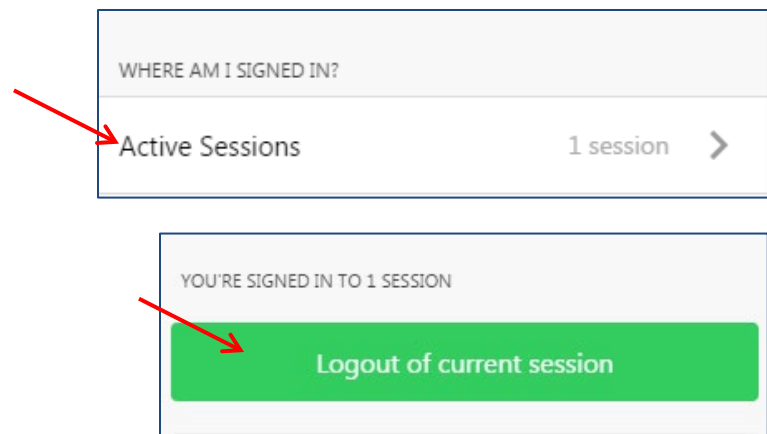 WHERE AM I SIGNED IN?
Active Sessions 1 session
YOU'RE SIGNED IN TO 1 SESSION
Logout of current session